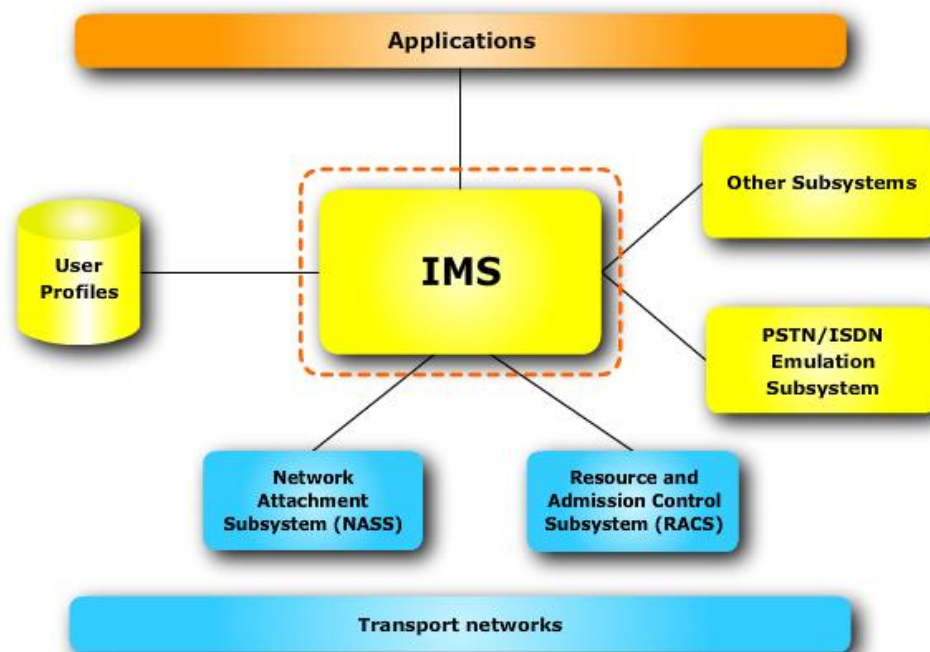 Applications
Other Subsystems
User
Profiles
IMS
PSTN/ISDN
Emulation
Subsystem
Network
Attachment
Subsystem (NASS)
Resource and
Admission Control
Subsystem (RACS)
Transport networks